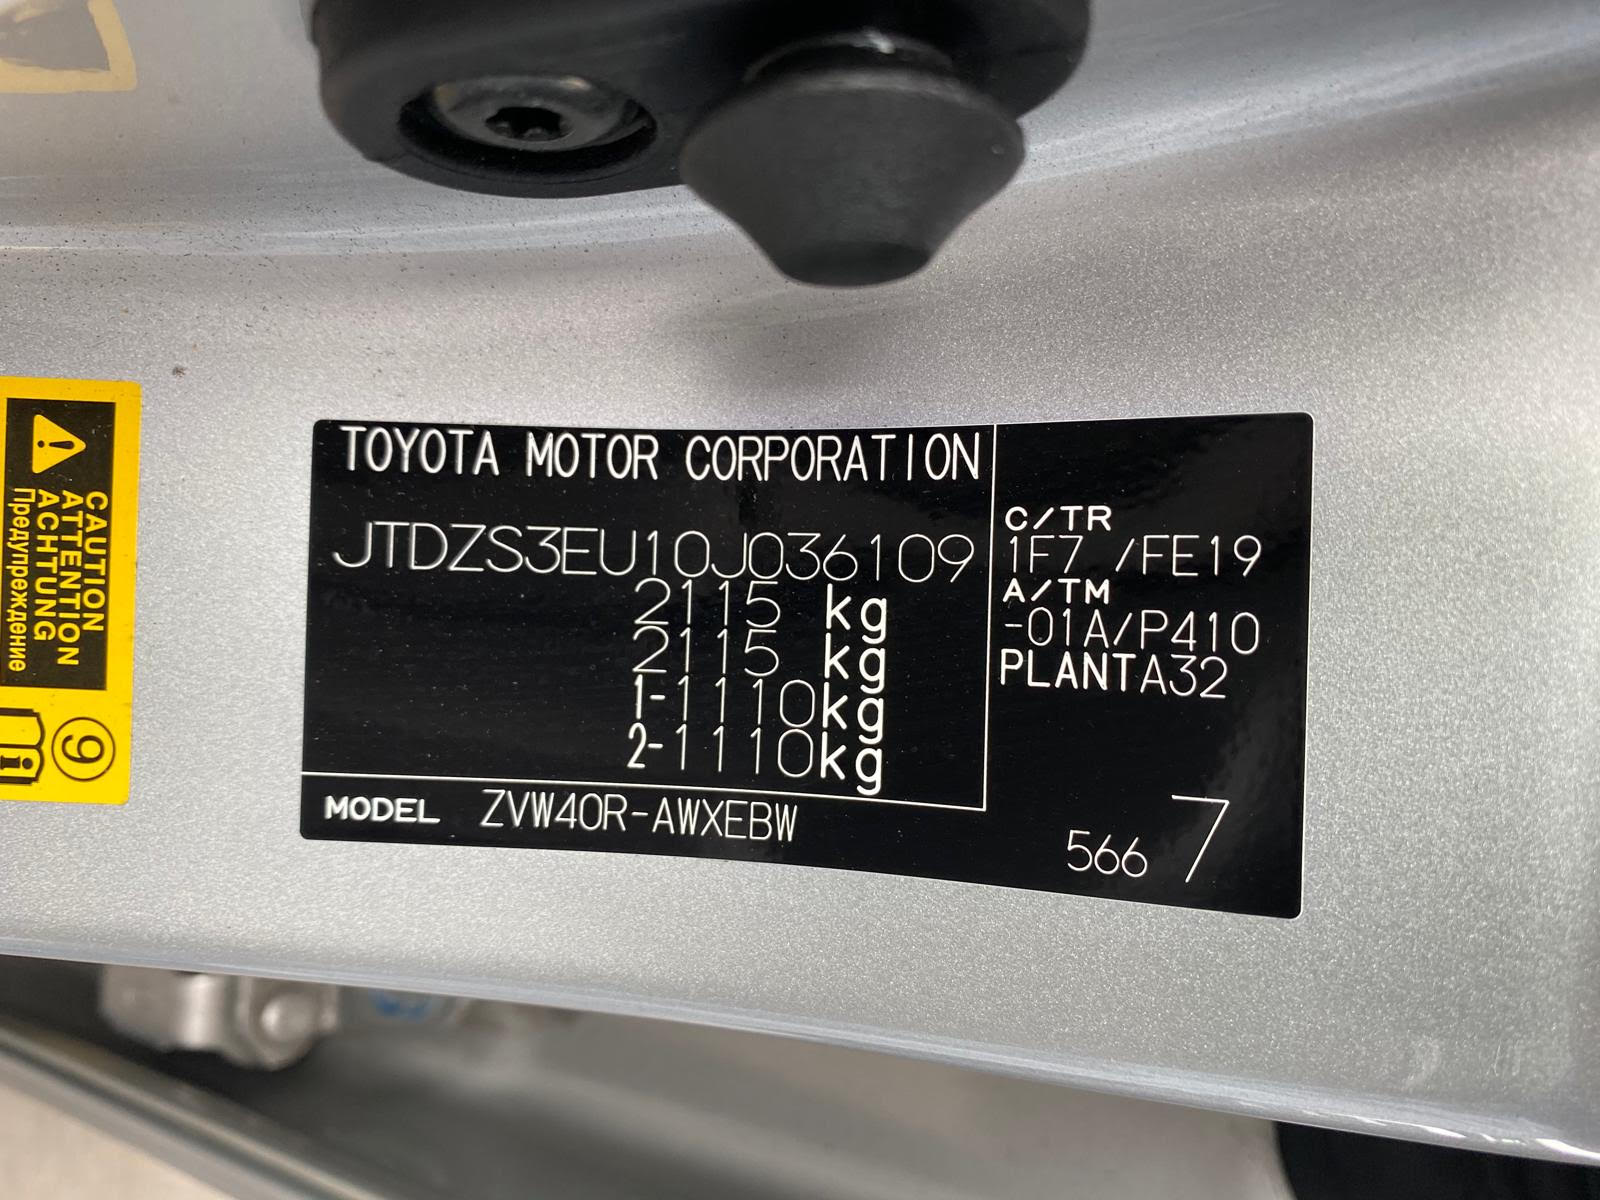 CAUTION
ATTENTION
ACHTUNG
Предупреждение
9
i
TOYOTA MOTOR CORPORATION
JTDZS3EU10J036109
2115 kg
2115 kg
1-1110kg
2-1110kg
C/TR
1F7 /FE19
A/TM
-01A/P410
PLANTA32
MODEL ZVW40R-AWXEBW
566 7